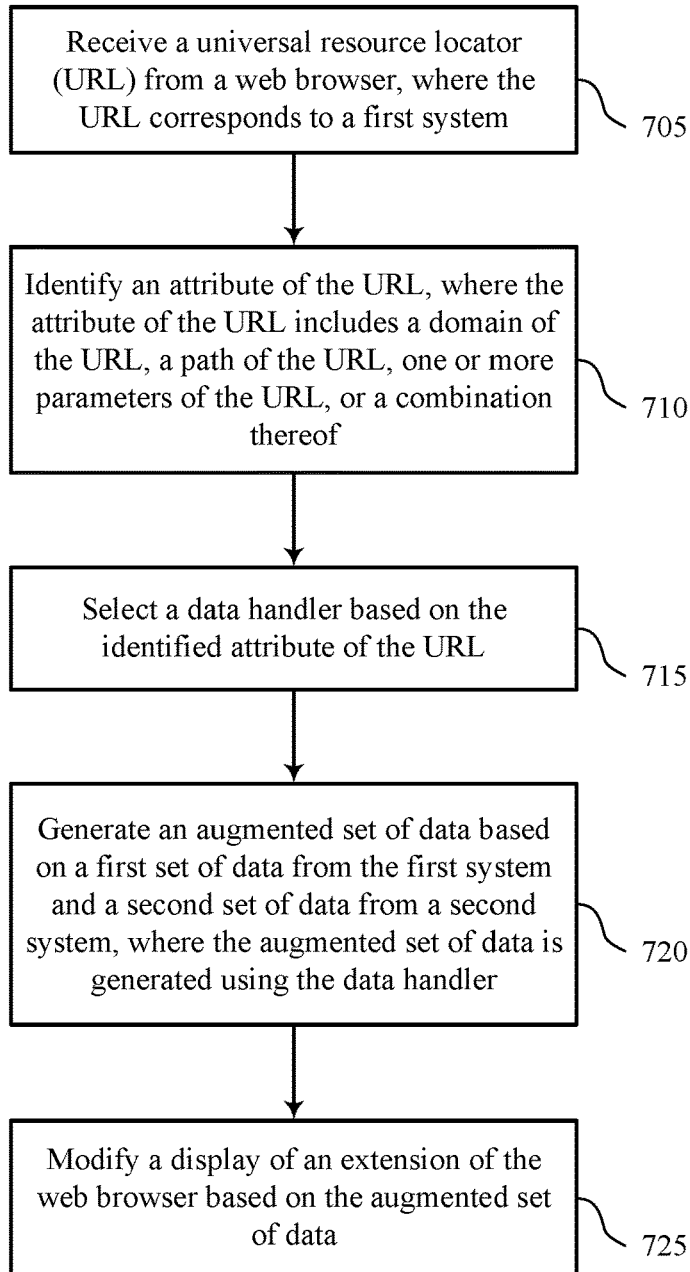 Receive a universal resource locator
(URL) from a web browser, where the
URL corresponds to a first system
705
Identify an attribute of the URL, where the
attribute of the URL includes a domain of
the URL, a path of the URL, one or more
parameters of the URL, or a combination
thereof
710
Select a data handler based on the
identified attribute of the URL
715
Generate an augmented set of data based
on a first set of data from the first system
and a second set of data from a second
system, where the augmented set of data is
generated using the data handler
720
Modify a display of an extension of the
web browser based on the augmented set
of data
725